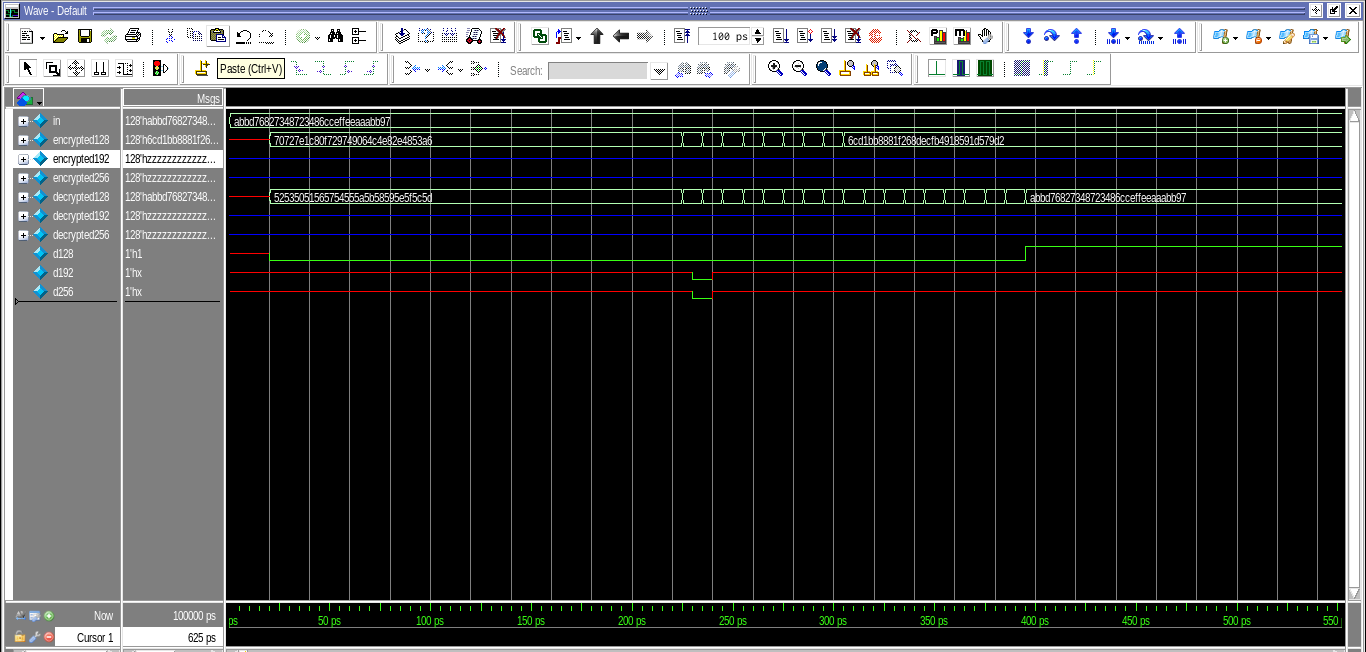 Wave - Default
100 ps
Paste (Ctrl+V)
Search:
Msgs
in 128'habbd76827348... abbd76827348723486cceffeeaaabb97
encrypted128 128'h6cd1bb8881f26... 70727e1c80f729749064c4e82e4853a6 6cd1bb8881f268decfb4918591d579d2
encrypted192 128'hzzzzzzzzzzzzz...
encrypted256 128'hzzzzzzzzzzzzz...
decrypted128 128'habbd76827348... 52535051565754555a5b58595e5f5c5d abbd76827348723486cceffeeaaabb97
decrypted192 128'hzzzzzzzzzzzzz...
decrypted256 128'hzzzzzzzzzzzzz...
d128 1'h1
d192 1'hx
d256 1'hx
Now 100000 ps
ps 50 ps 100 ps 150 ps 200 ps 250 ps 300 ps 350 ps 400 ps 450 ps 500 ps 550
Cursor 1 625 ps